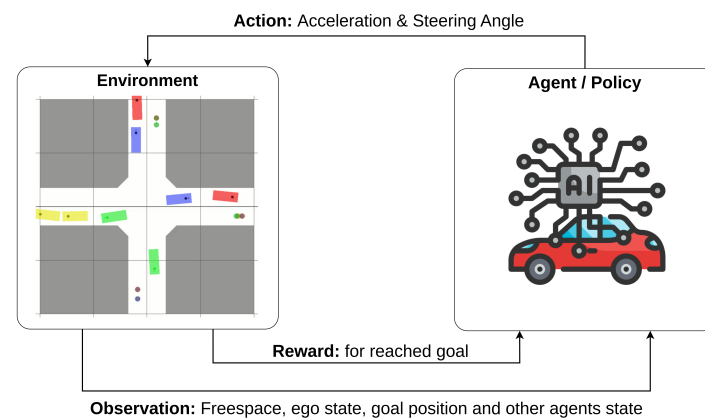 Action: Acceleration & Steering Angle
Environment
Agent / Policy
AI
Reward: for reached goal
Observation: Freespace, ego state, goal position and other agents state